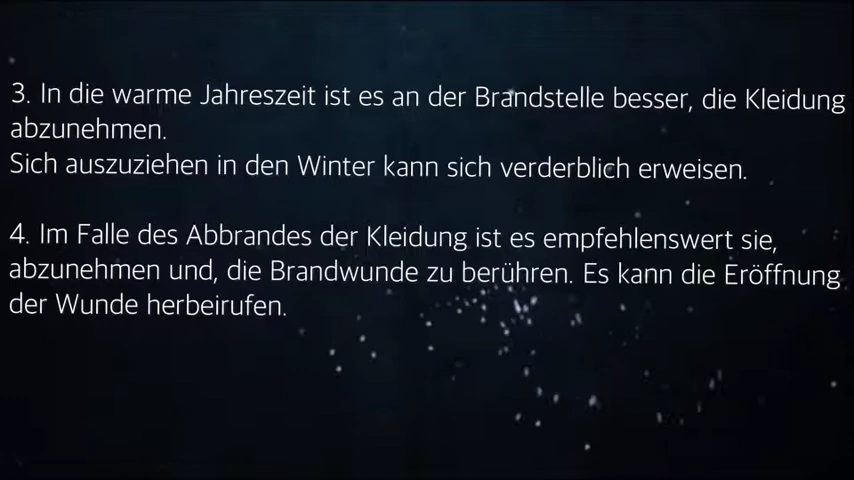 3. In die warme Jahreszeit ist es an der Brandstelle besser, die Kleidung
abzunehmen.
Sich auszuziehen in den Winter kann sich verderblich erweisen.
4. Im Falle des Abbrandes der Kleidung ist es empfehlenswert sie,
abzunehmen und, die Brandwunde zu berühren. Es kann die Eröffnung
der Wunde herbeirufen.